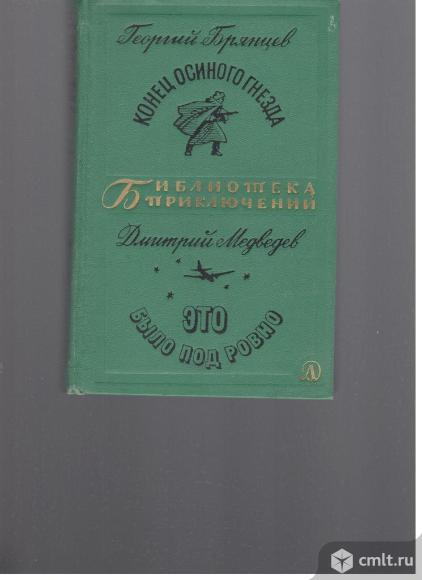 Георгий Брянцев
КОНЕЦ ОСИНОГО ГНЕЗДА
БИБЛИОТЕКА
ПРИКЛЮЧЕНИЙ
Дмитрий Медведев
ЭТО
БЫЛО ПОД РОВНО
cmlt.ru